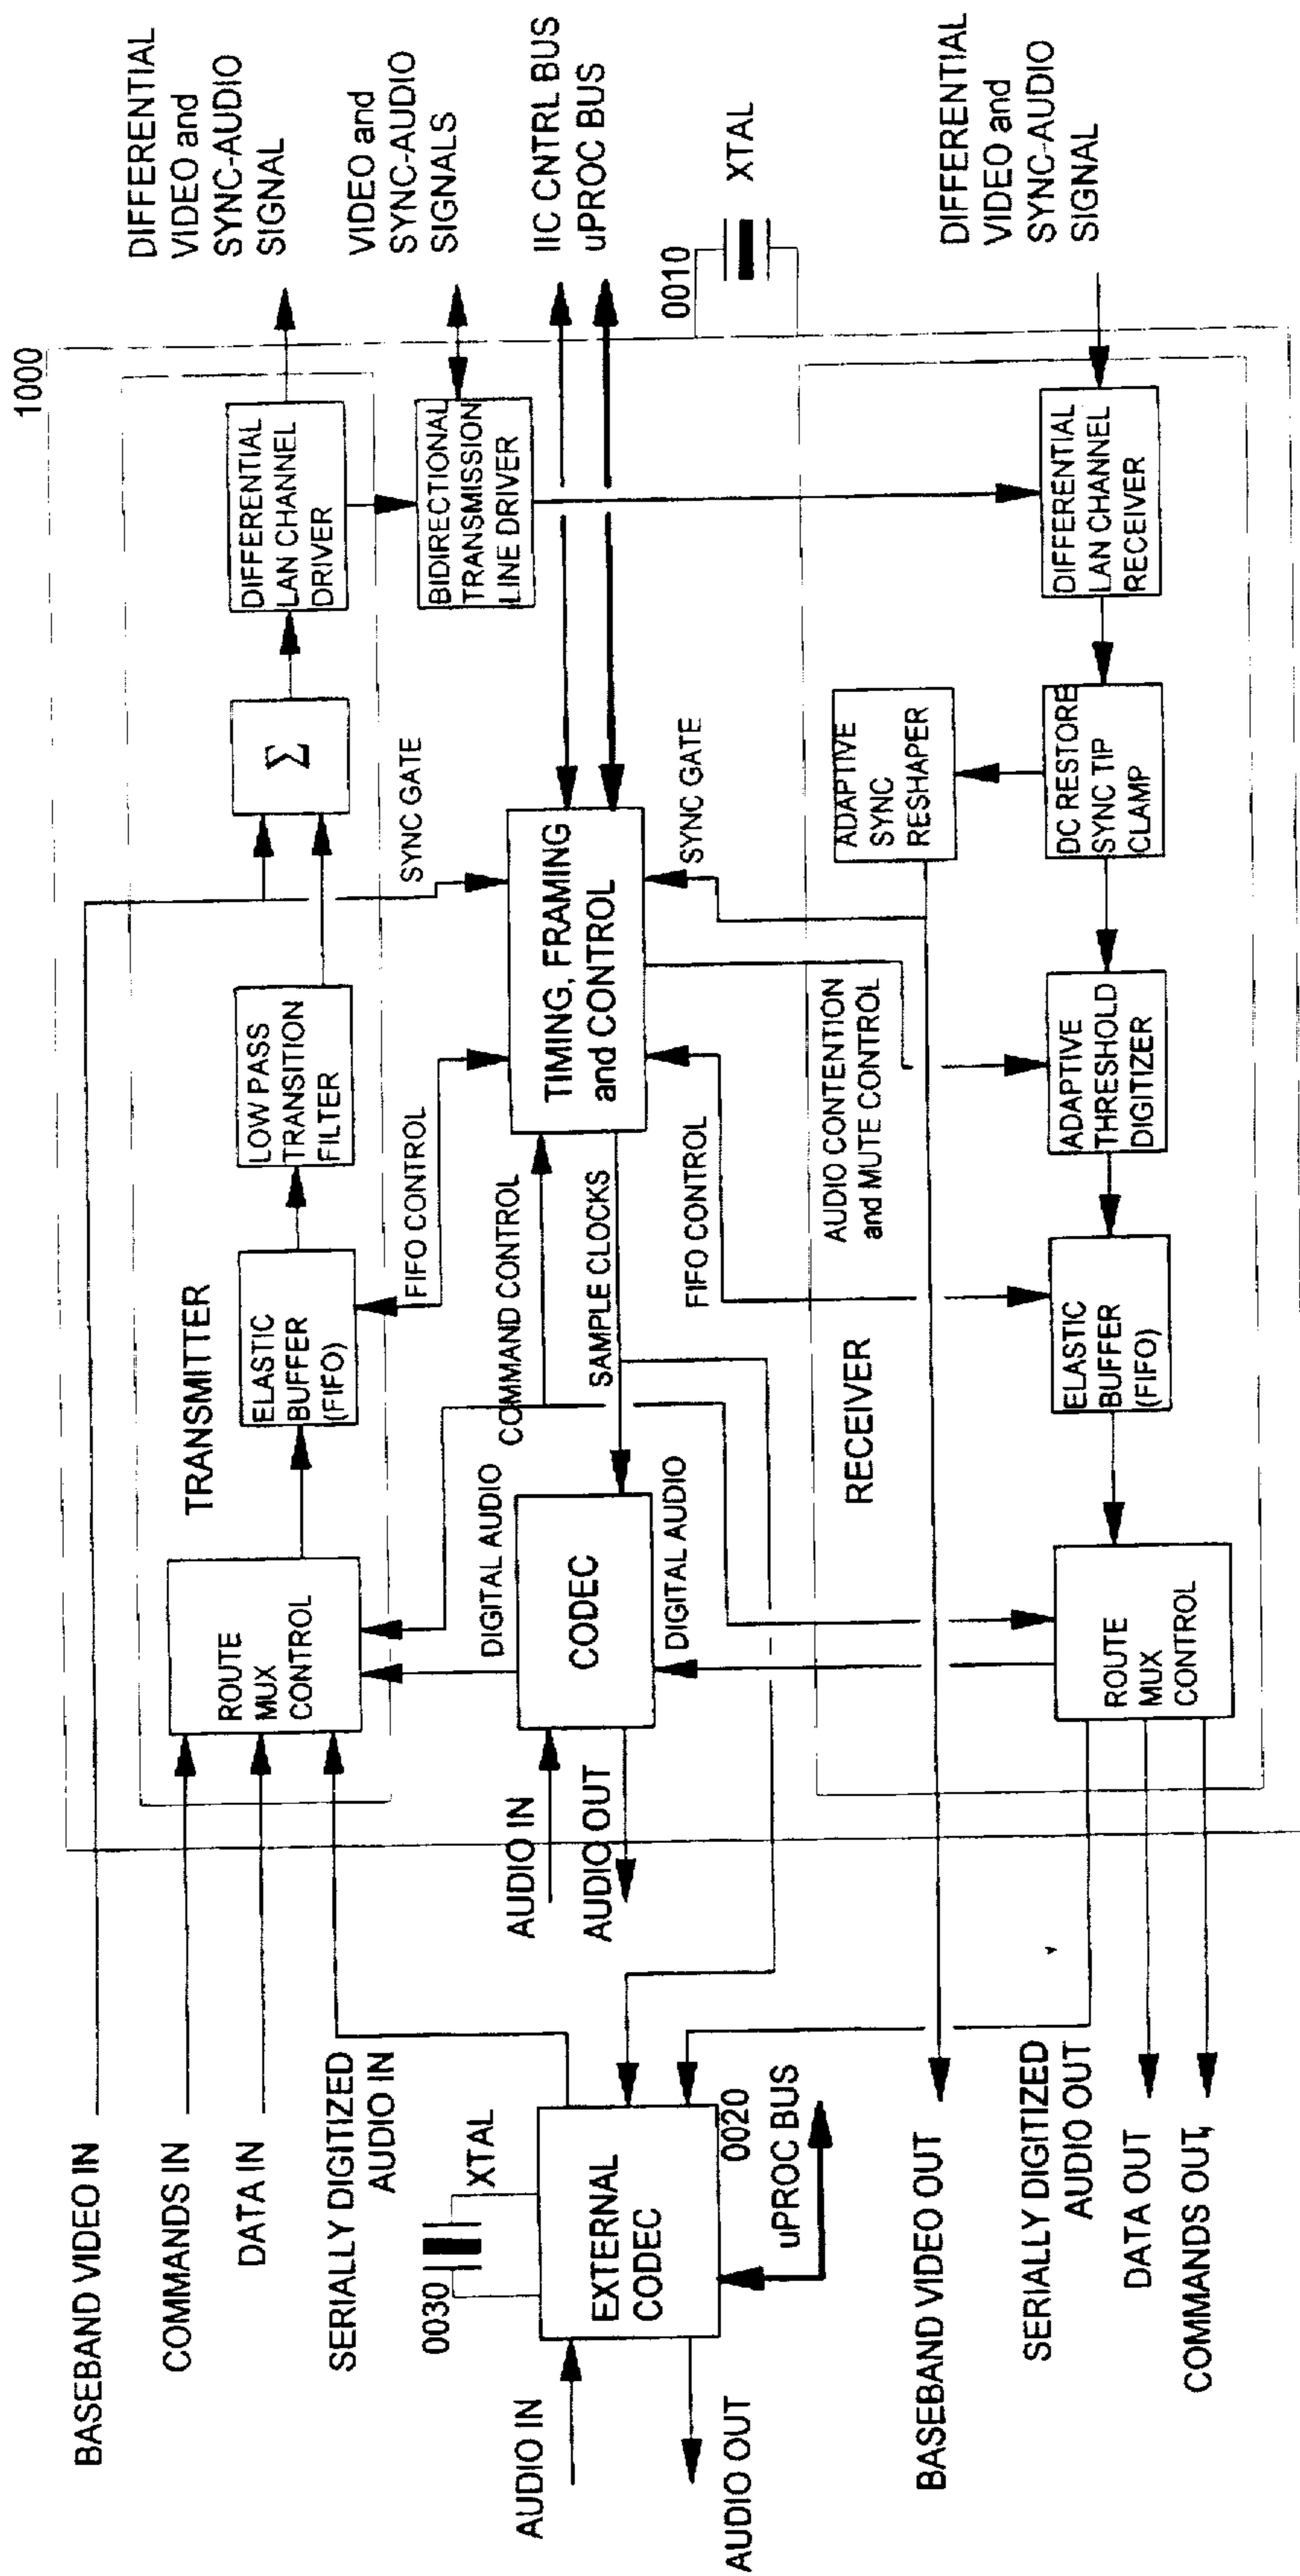 1000
BASEBAND VIDEO IN
COMMANDS IN
DATA IN
SERIALLY DIGITIZED
AUDIO IN
TRANSMITTER
ROUTE
MUX
CONTROL
ELASTIC
BUFFER
(FIFO)
LOW PASS
TRANSITION
FILTER
Σ
DIFFERENTIAL
LAN CHANNEL
DRIVER
DIFFERENTIAL
VIDEO and
SYNC-AUDIO
SIGNAL
BIDIRECTIONAL
TRANSMISSION
LINE DRIVER
VIDEO and
SYNC-AUDIO
SIGNALS
SYNC GATE
FIFO CONTROL
COMMAND CONTROL
DIGITAL AUDIO
SAMPLE CLOCKS
TIMING, FRAMING
and CONTROL
IIC CNTRL BUS
uPROC BUS
0010
XTAL
CODEC
AUDIO IN
AUDIO OUT
DIGITAL AUDIO
FIFO CONTROL
SYNC GATE
AUDIO CONTENTION
and MUTE CONTROL
0030
XTAL
EXTERNAL
CODEC
0020
uPROC BUS
AUDIO IN
AUDIO OUT
RECEIVER
ADAPTIVE
SYNC
RESHAPER
ROUTE
MUX
CONTROL
ELASTIC
BUFFER
(FIFO)
ADAPTIVE
THRESHOLD
DIGITIZER
DC RESTORE
SYNC TIP
CLAMP
DIFFERENTIAL
LAN CHANNEL
RECEIVER
DIFFERENTIAL
VIDEO and
SYNC-AUDIO
SIGNAL
BASEBAND VIDEO OUT
SERIALLY DIGITIZED
AUDIO OUT
DATA OUT
COMMANDS OUT,